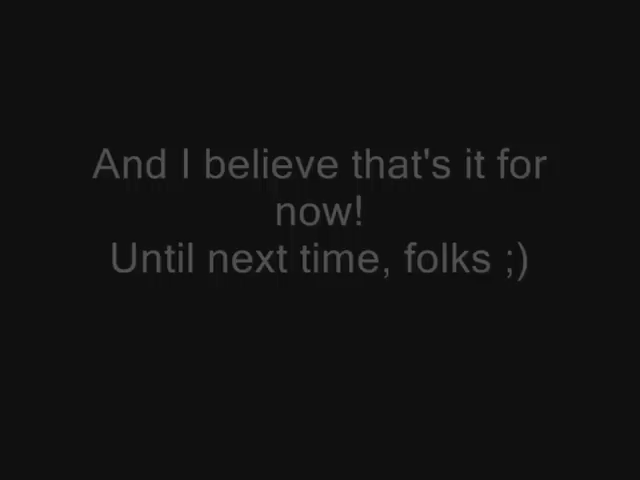 And I believe that's it for
now!
Until next time, folks ;)